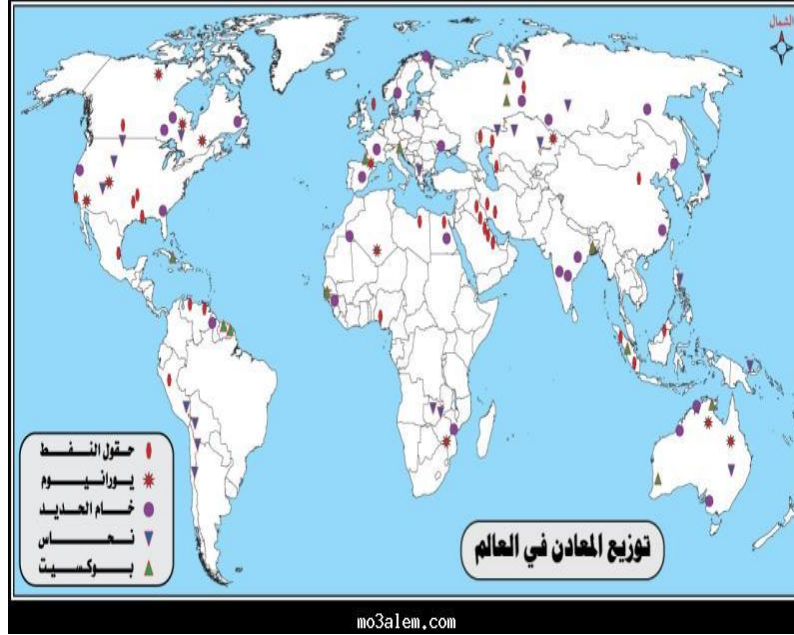 الشمال
حقول النفط
يورانيوم
خام الحديد
نحاس
بوكسيت
توزيع المعادن في العالم
mo3alem.com